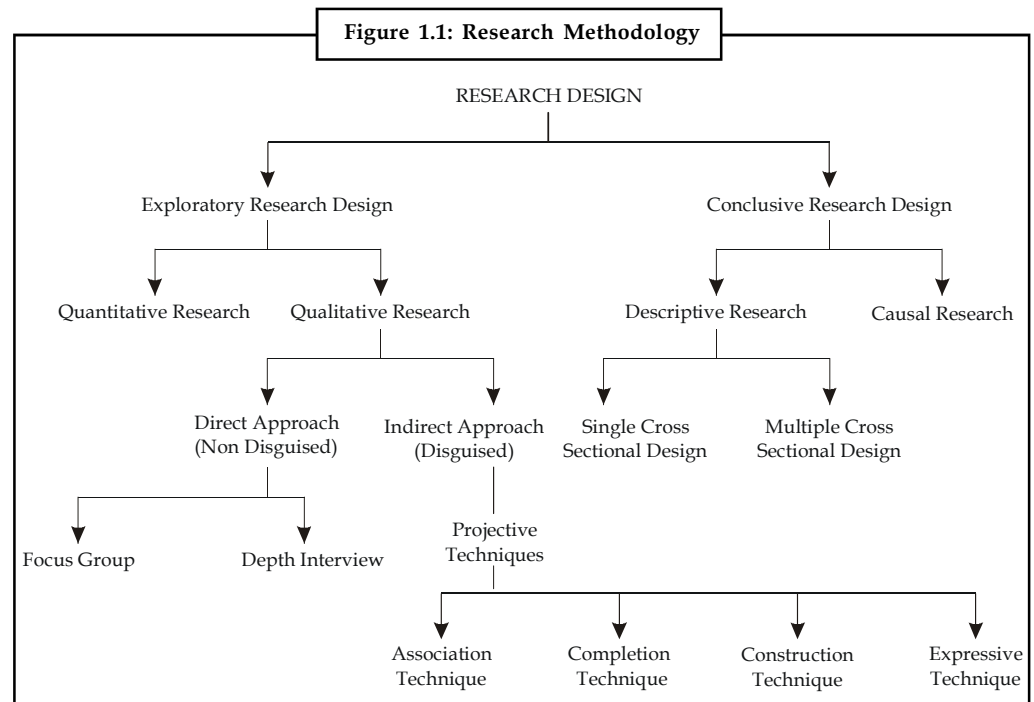 Figure 1.1: Research Methodology
RESEARCH DESIGN
Exploratory Research Design
Conclusive Research Design
Quantitative Research
Qualitative Research
Descriptive Research
Causal Research
Direct Approach
(Non Disguised)
Indirect Approach
(Disguised)
Single Cross
Sectional Design
Multiple Cross
Sectional Design
Focus Group
Depth Interview
Projective
Techniques
Association
Technique
Completion
Technique
Construction
Technique
Expressive
Technique